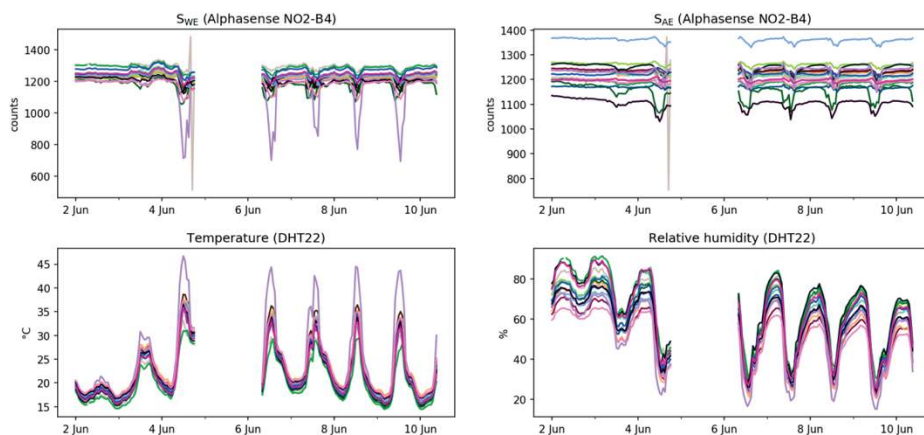 S_WE (Alphasense NO2-B4)
counts
1400
1200
1000
800
600
2 Jun 4 Jun 6 Jun 8 Jun 10 Jun
S_AE (Alphasense NO2-B4)
counts
1400
1300
1200
1100
1000
900
800
2 Jun 4 Jun 6 Jun 8 Jun 10 Jun
Temperature (DHT22)
°C
45
40
35
30
25
20
15
2 Jun 4 Jun 6 Jun 8 Jun 10 Jun
Relative humidity (DHT22)
%
80
60
40
20
2 Jun 4 Jun 6 Jun 8 Jun 10 Jun